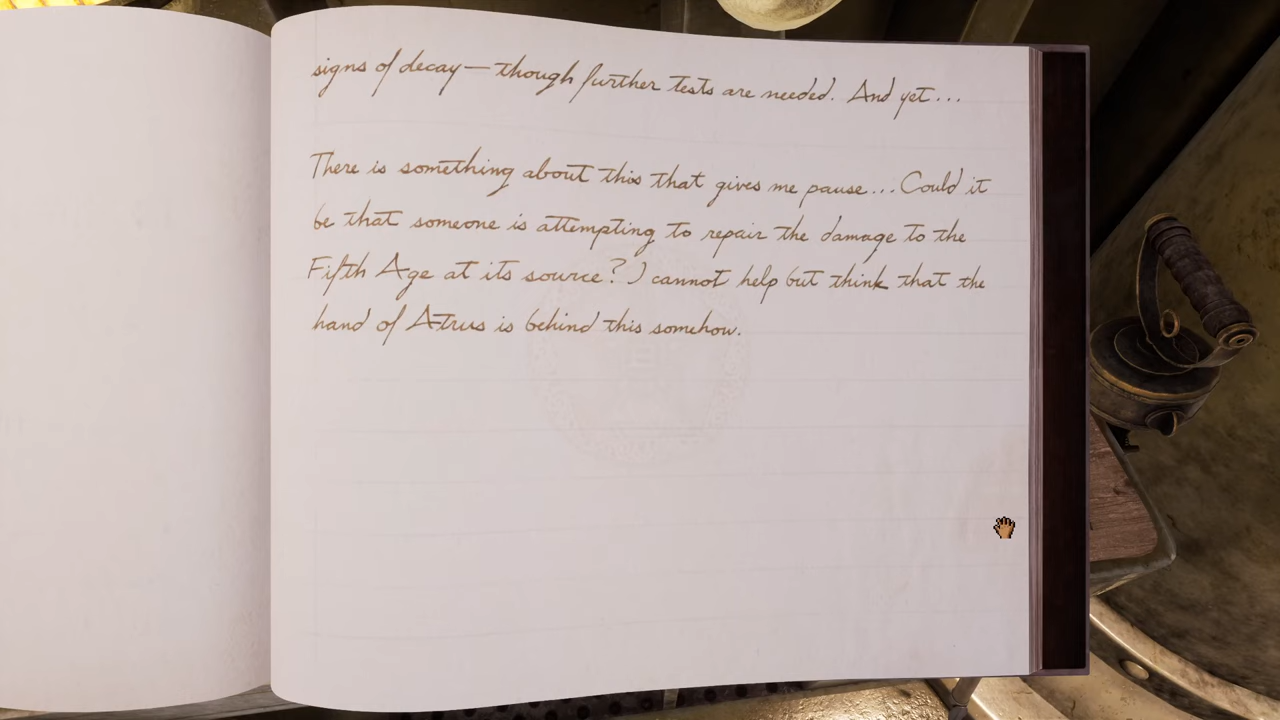 signs of decay—though further tests are needed. And yet...
There is something about this that gives me pause...Could it
be that someone is attempting to repair the damage to the
Fifth Age at its source? I cannot help but think that the
hand of Atrus is behind this somehow.